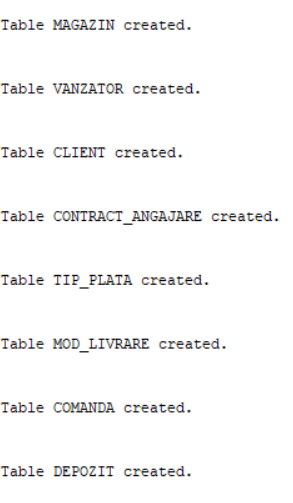 Table MAGAZIN created.
Table VANZATOR created.
Table CLIENT created.
Table CONTRACT_ANGAJARE created.
Table TIP_PLATA created.
Table MOD_LIVRARE created.
Table COMANDA created.
Table DEPOZIT created.